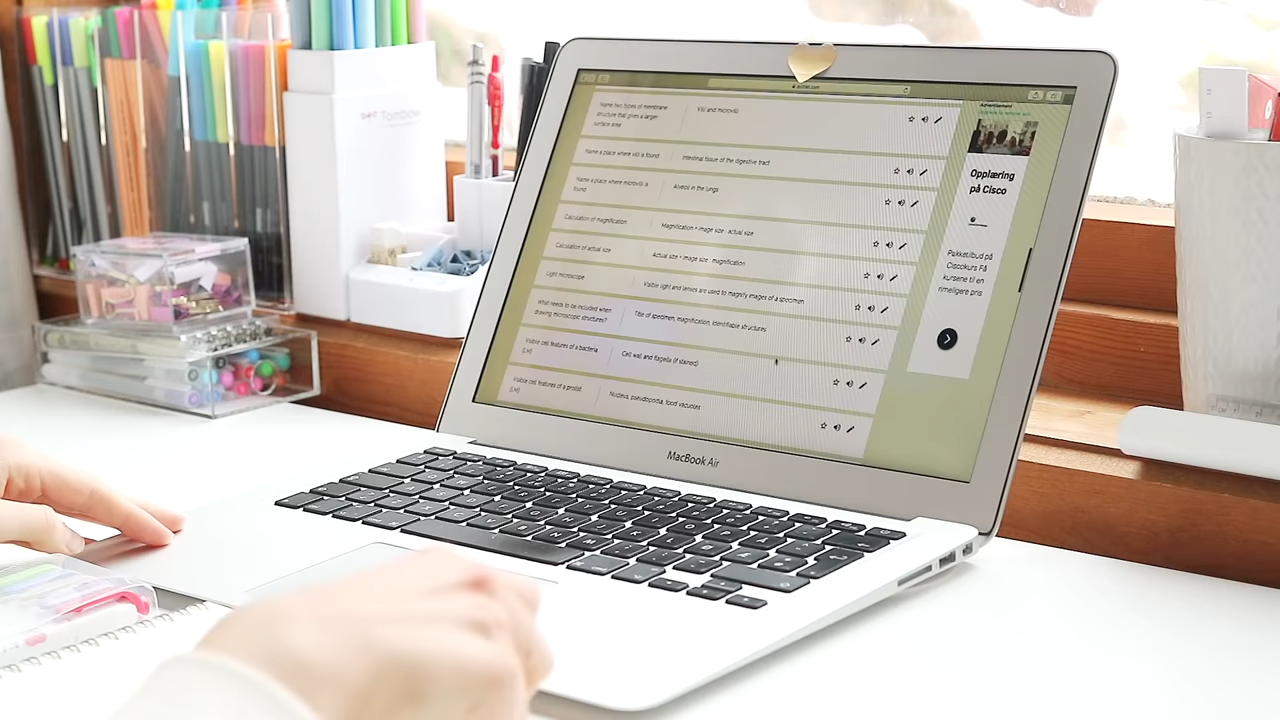 Tombow
quizlet.com
Name two types of membrane
structure that gives a larger
surface area
Villi and microvilli
Name a place where villi is found
Intestinal tissue of the digestive tract
Name a place where microvilli is
found
Alveoli in the lungs
Calculation of magnification
Magnification = image size : actual size
Calculation of actual size
Actual size = image size : magnification
Light microscope
Visible light and lenses are used to magnify images of a specimen
What needs to be included when
drawing microscopic structures?
Title of specimen, magnification, identifiable structures
Visible cell features of a bacteria
(LM)
Cell wall and flagella (if stained)
Visible cell features of a protist
(LM)
Nucleus, pseudopodia, food vacuoles
Advertisement
Opplæring
på Cisco
Pakketilbud på
Ciscokurs Få
kursene til en
rimeligere pris
MacBook Air